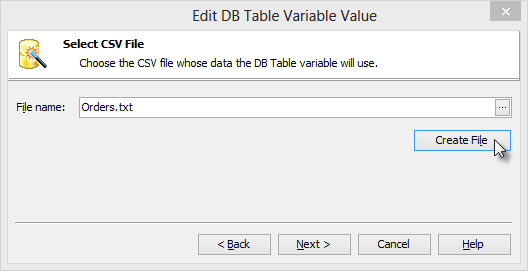 Edit DB Table Variable Value
Select CSV File
Choose the CSV file whose data the DB Table variable will use.
File name: Orders.txt ...
Create File
< Back Next > Cancel Help